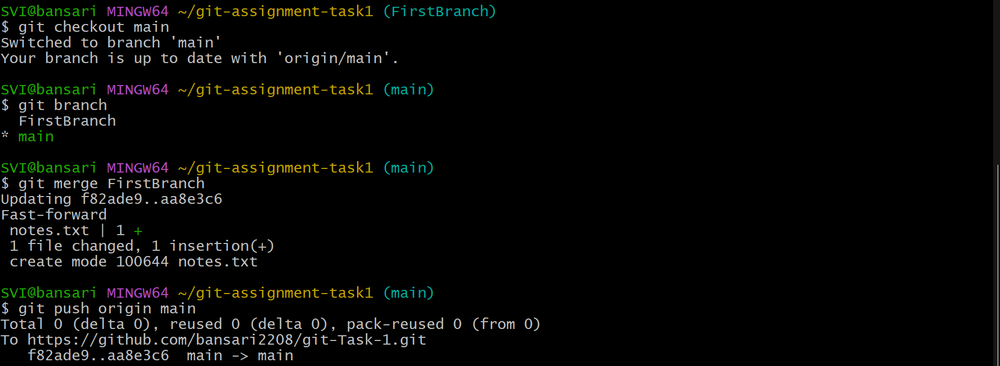 SVI@bansari MINGW64 ~/git-assignment-task1 (FirstBranch)
$ git checkout main
Switched to branch 'main'
Your branch is up to date with 'origin/main'.

SVI@bansari MINGW64 ~/git-assignment-task1 (main)
$ git branch
  FirstBranch
* main

SVI@bansari MINGW64 ~/git-assignment-task1 (main)
$ git merge FirstBranch
Updating f82ade9..aa8e3c6
Fast-forward
 notes.txt | 1 +
 1 file changed, 1 insertion(+)
 create mode 100644 notes.txt

SVI@bansari MINGW64 ~/git-assignment-task1 (main)
$ git push origin main
Total 0 (delta 0), reused 0 (delta 0), pack-reused 0 (from 0)
To https://github.com/bansari2208/git-Task-1.git
   f82ade9..aa8e3c6  main -> main